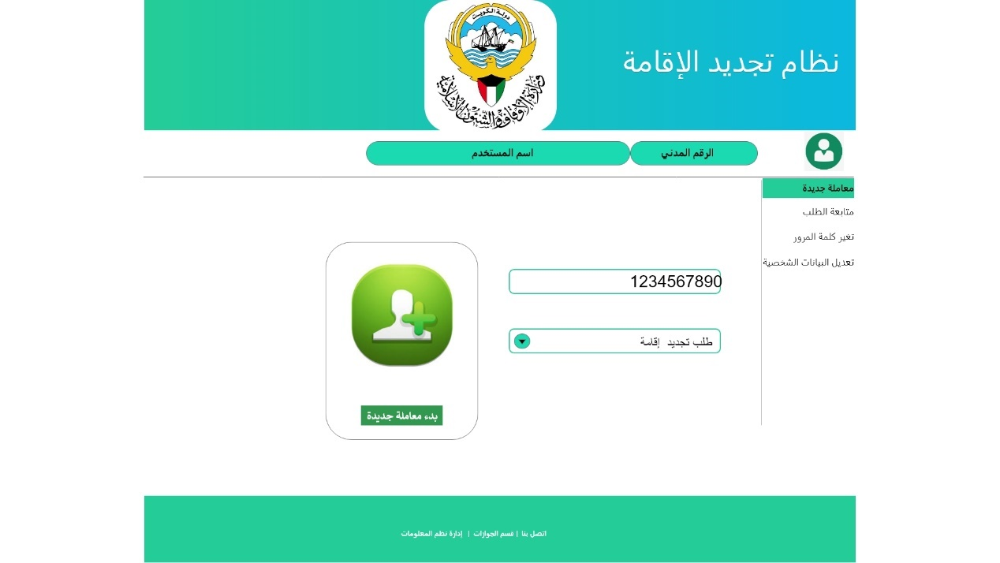 دولة الكويت
وزارة الأوقاف والشئون الإسلامية
نظام تجديد الإقامة
الرقم المدني
اسم المستخدم
معاملة جديدة
متابعة الطلب
تغير كلمة المرور
تعديل البيانات الشخصية
1234567890
طلب تجديد إقامة
بدء معاملة جديدة
اتصل بنا | قسم الجوازات | إدارة نظم المعلومات